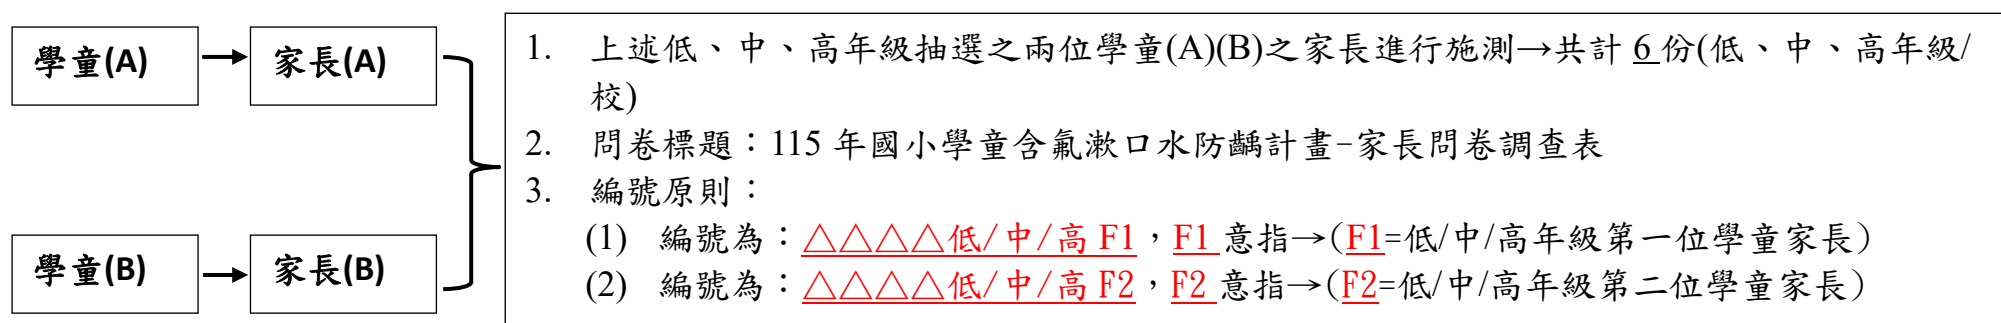 學童(A)
家長(A)
學童(B)
家長(B)
1. 上述低、中、高年級抽選之兩位學童(A)(B)之家長進行施測→共計 6 份(低、中、高年級/
校)
2. 問卷標題：115 年國小學童含氟漱口水防齲計畫-家長問卷調查表
3. 編號原則：
(1) 編號為：△△△△低/中/高 F1，F1 意指→(F1=低/中/高年級第一位學童家長)
(2) 編號為：△△△△低/中/高 F2，F2 意指→(F2=低/中/高年級第二位學童家長)